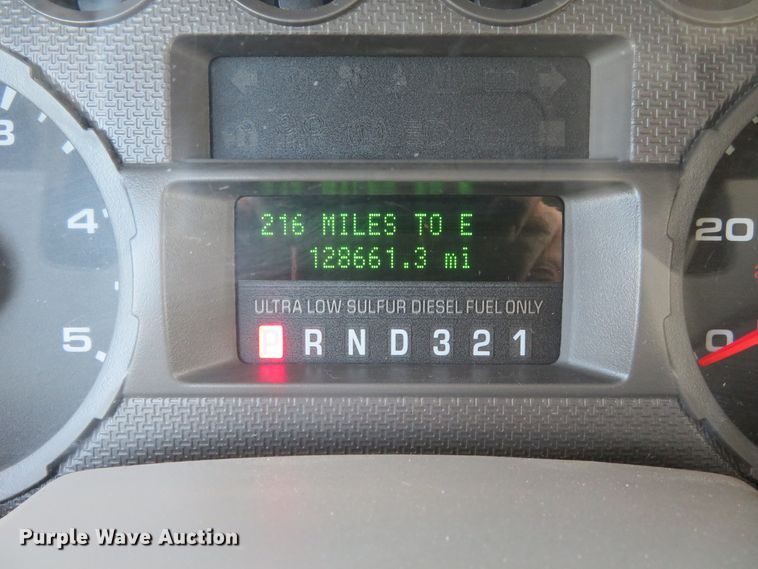 3
4
5
216 MILES TO E
128661.3 mi
ULTRA LOW SULFUR DIESEL FUEL ONLY
P R N D 3 2 1
20
0
Purple Wave Auction